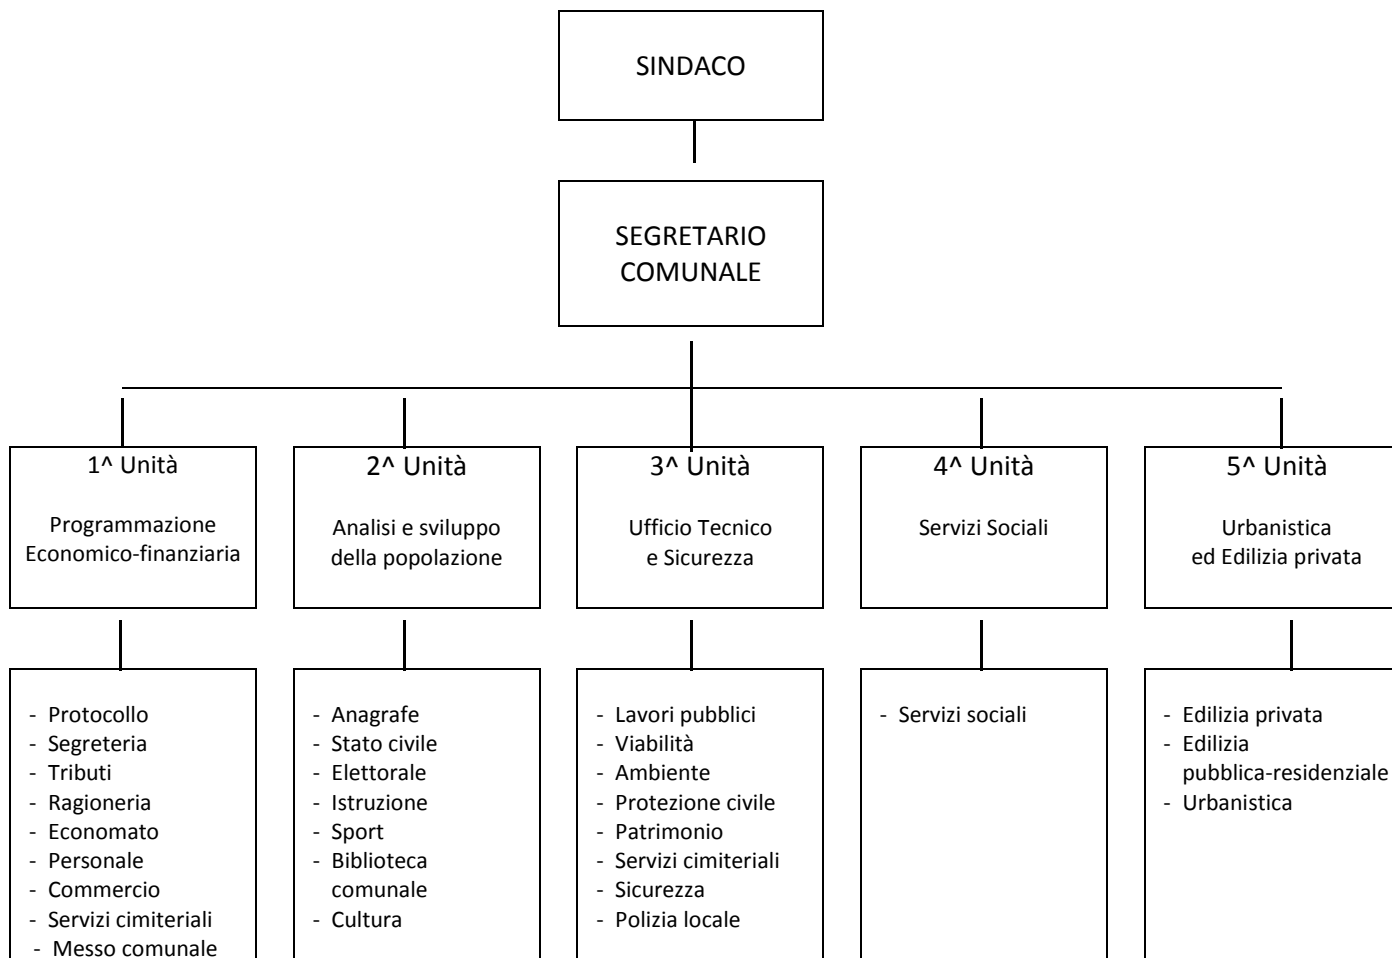 SINDACO
SEGRETARIO
COMUNALE
1^ Unità
Programmazione
Economico-finanziaria
2^ Unità
Analisi e sviluppo
della popolazione
3^ Unità
Ufficio Tecnico
e Sicurezza
4^ Unità
Servizi Sociali
5^ Unità
Urbanistica
ed Edilizia privata
- Protocollo
- Segreteria
- Tributi
- Ragioneria
- Economato
- Personale
- Commercio
- Servizi cimiteriali
- Messo comunale
- Anagrafe
- Stato civile
- Elettorale
- Istruzione
- Sport
- Biblioteca
comunale
- Cultura
- Lavori pubblici
- Viabilità
- Ambiente
- Protezione civile
- Patrimonio
- Servizi cimiteriali
- Sicurezza
- Polizia locale
- Servizi sociali
- Edilizia privata
- Edilizia
pubblica-residenziale
- Urbanistica